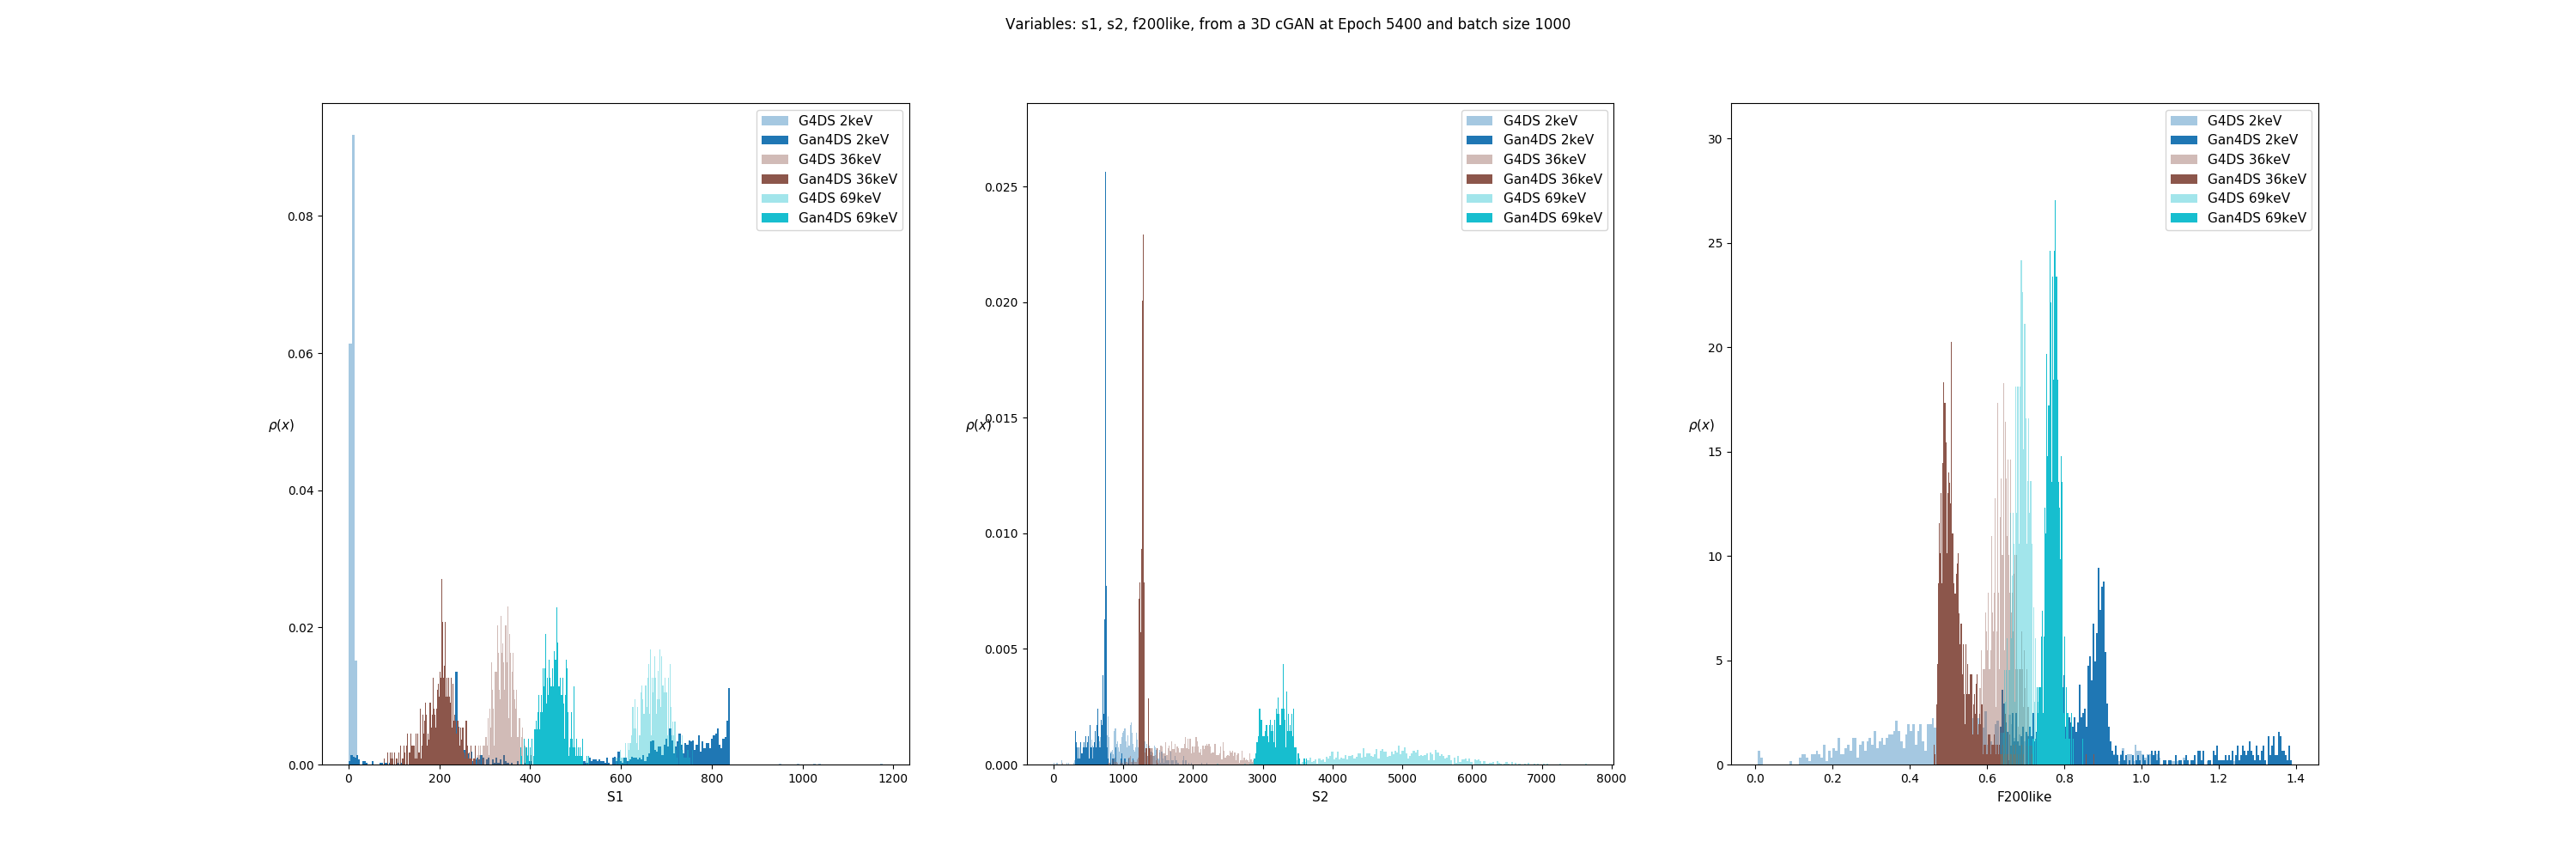 Variables: s1, s2, f200like, from a 3D cGAN at Epoch 5400 and batch size 1000
G4DS 2keV
Gan4DS 2keV
G4DS 36keV
Gan4DS 36keV
G4DS 69keV
Gan4DS 69keV
0.08
0.06
0.04
0.02
0.00
ρ(x)
0 200 400 600 800 1000 1200
S1
G4DS 2keV
Gan4DS 2keV
G4DS 36keV
Gan4DS 36keV
G4DS 69keV
Gan4DS 69keV
0.025
0.020
0.015
0.010
0.005
0.000
ρ(x)
0 1000 2000 3000 4000 5000 6000 7000 8000
S2
G4DS 2keV
Gan4DS 2keV
G4DS 36keV
Gan4DS 36keV
G4DS 69keV
Gan4DS 69keV
30
25
20
15
10
5
0
ρ(x)
0.0 0.2 0.4 0.6 0.8 1.0 1.2 1.4
F200like